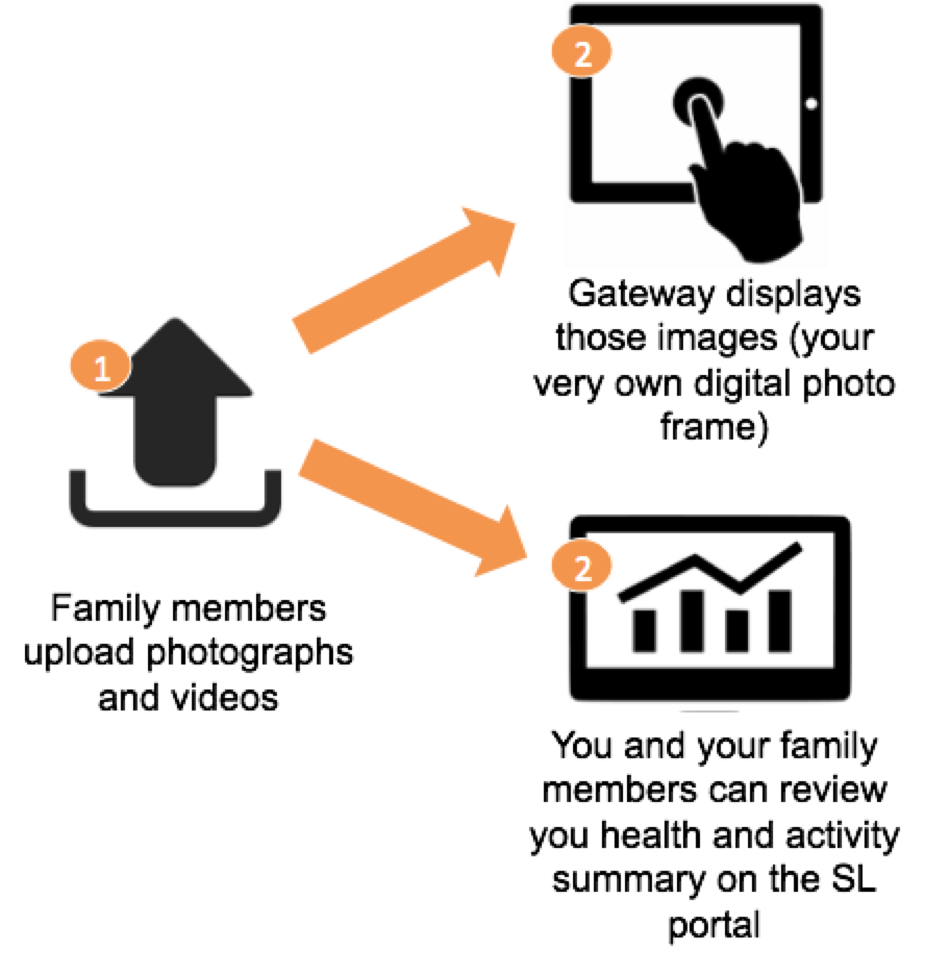 1
Family members
upload photographs
and videos
2
Gateway displays
those images (your
very own digital photo
frame)
2
You and your family
members can review
you health and activity
summary on the SL
portal